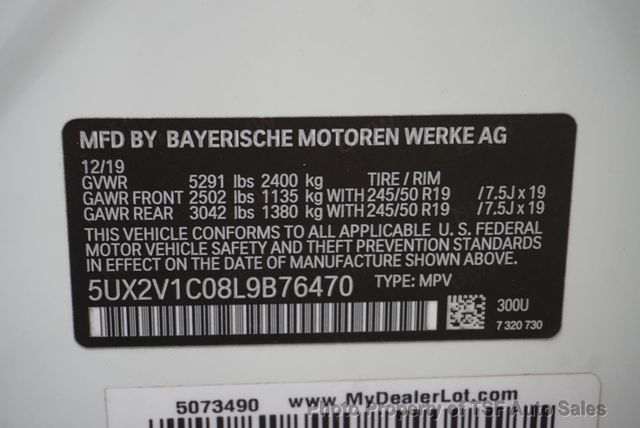 MFD BY BAYERISCHE MOTOREN WERKE AG
12/19
GVWR 5291 lbs 2400 kg TIRE / RIM
GAWR FRONT 2502 lbs 1135 kg WITH 245/50 R19 /7.5J x 19
GAWR REAR 3042 lbs 1380 kg WITH 245/50 R19 /7.5J x 19
THIS VEHICLE CONFORMS TO ALL APPLICABLE U. S. FEDERAL
MOTOR VEHICLE SAFETY AND THEFT PREVENTION STANDARDS
IN EFFECT ON THE DATE OF MANUFACTURE SHOWN ABOVE.
5UX2V1C08L9B76470 TYPE: MPV
300U
7 320 730
5073490 www.MyDealerLot.com
Photo Property of TSF Auto Sales